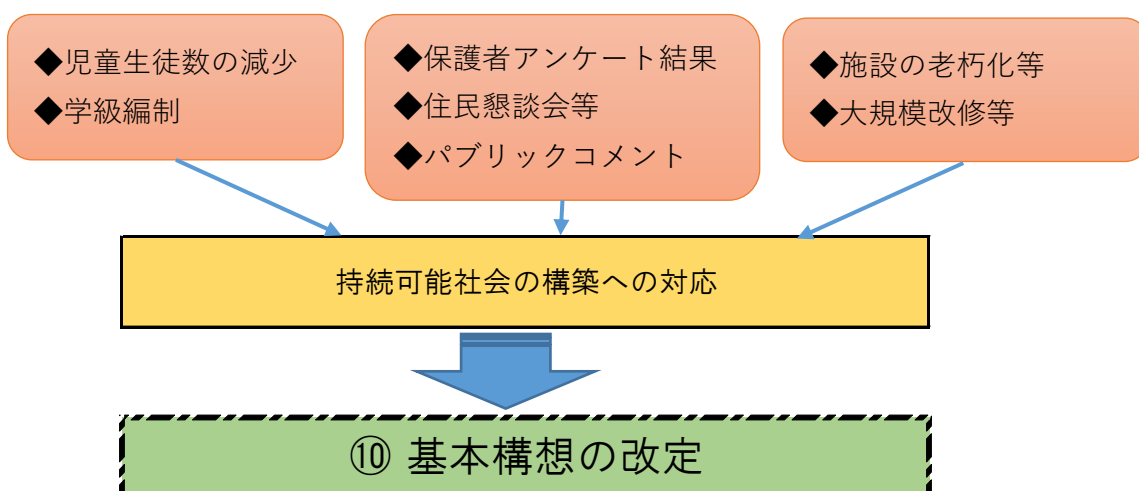 ◆児童生徒数の減少
◆学級編制
◆保護者アンケート結果
◆住民懇談会等
◆パブリックコメント
◆施設の老朽化等
◆大規模改修等
持続可能社会の構築への対応
⑩ 基本構想の改定